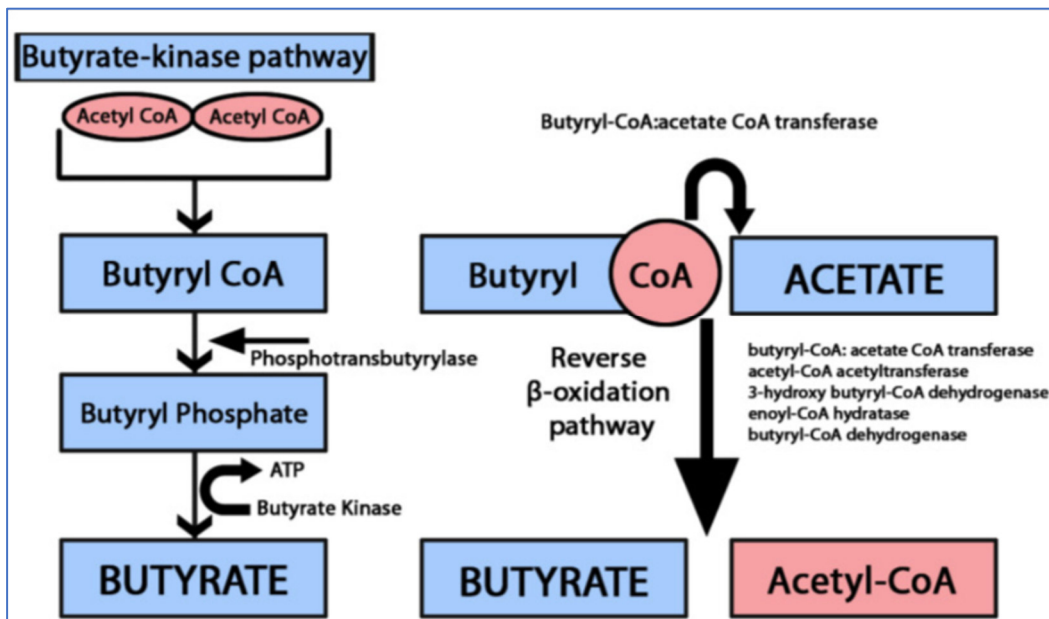 Butyrate-kinase pathway
Acetyl CoA Acetyl CoA
Butyryl CoA
Phosphotransbutyrylase
Butyryl Phosphate
ATP
Butyrate Kinase
BUTYRATE
Butyryl-CoA:acetate CoA transferase
Butyryl CoA ACETATE
Reverse
β-oxidation
pathway
butyryl-CoA: acetate CoA transferase
acetyl-CoA acetyltransferase
3-hydroxy butyryl-CoA dehydrogenase
enoyl-CoA hydratase
butyryl-CoA dehydrogenase
BUTYRATE Acetyl-CoA